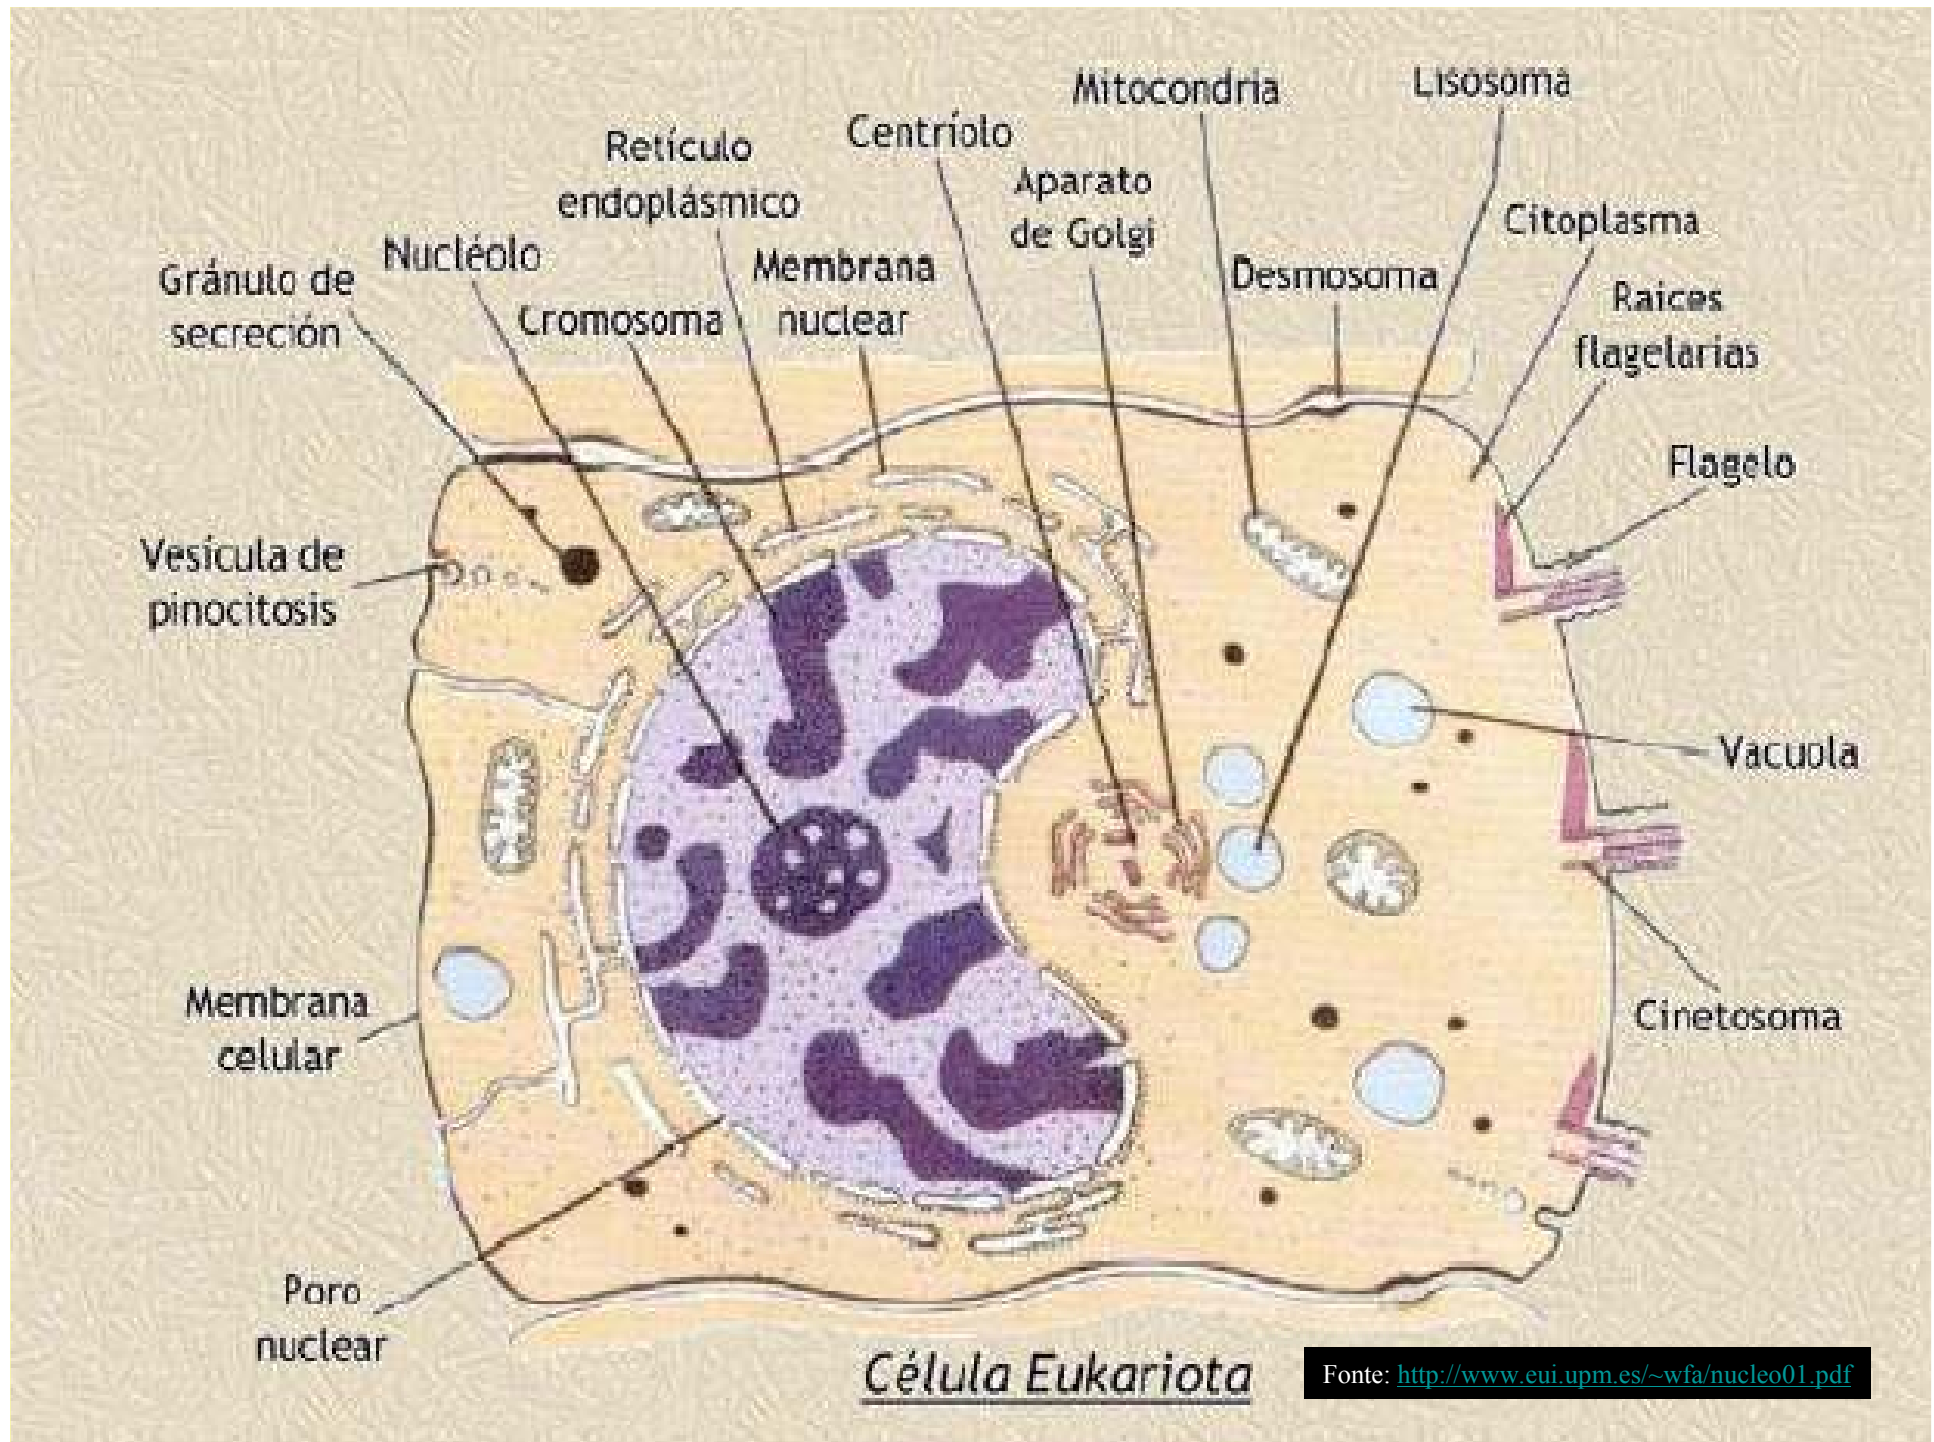 Mitocondria
Lisosoma
Centríolo
Retículo
endoplásmico
Aparato
de Golgi
Citoplasma
Nucléolo
Gránulo de
secreción
Membrana
nuclear
Desmosoma
Cromosoma
Raices
flagelarias
Flagelo
Vesícula de
pinocitosis
Vacuola
Membrana
celular
Cinetosoma
Poro
nuclear
Célula Eukariota
Fonte: http://www.eui.upm.es/~wfa/nucleo01.pdf